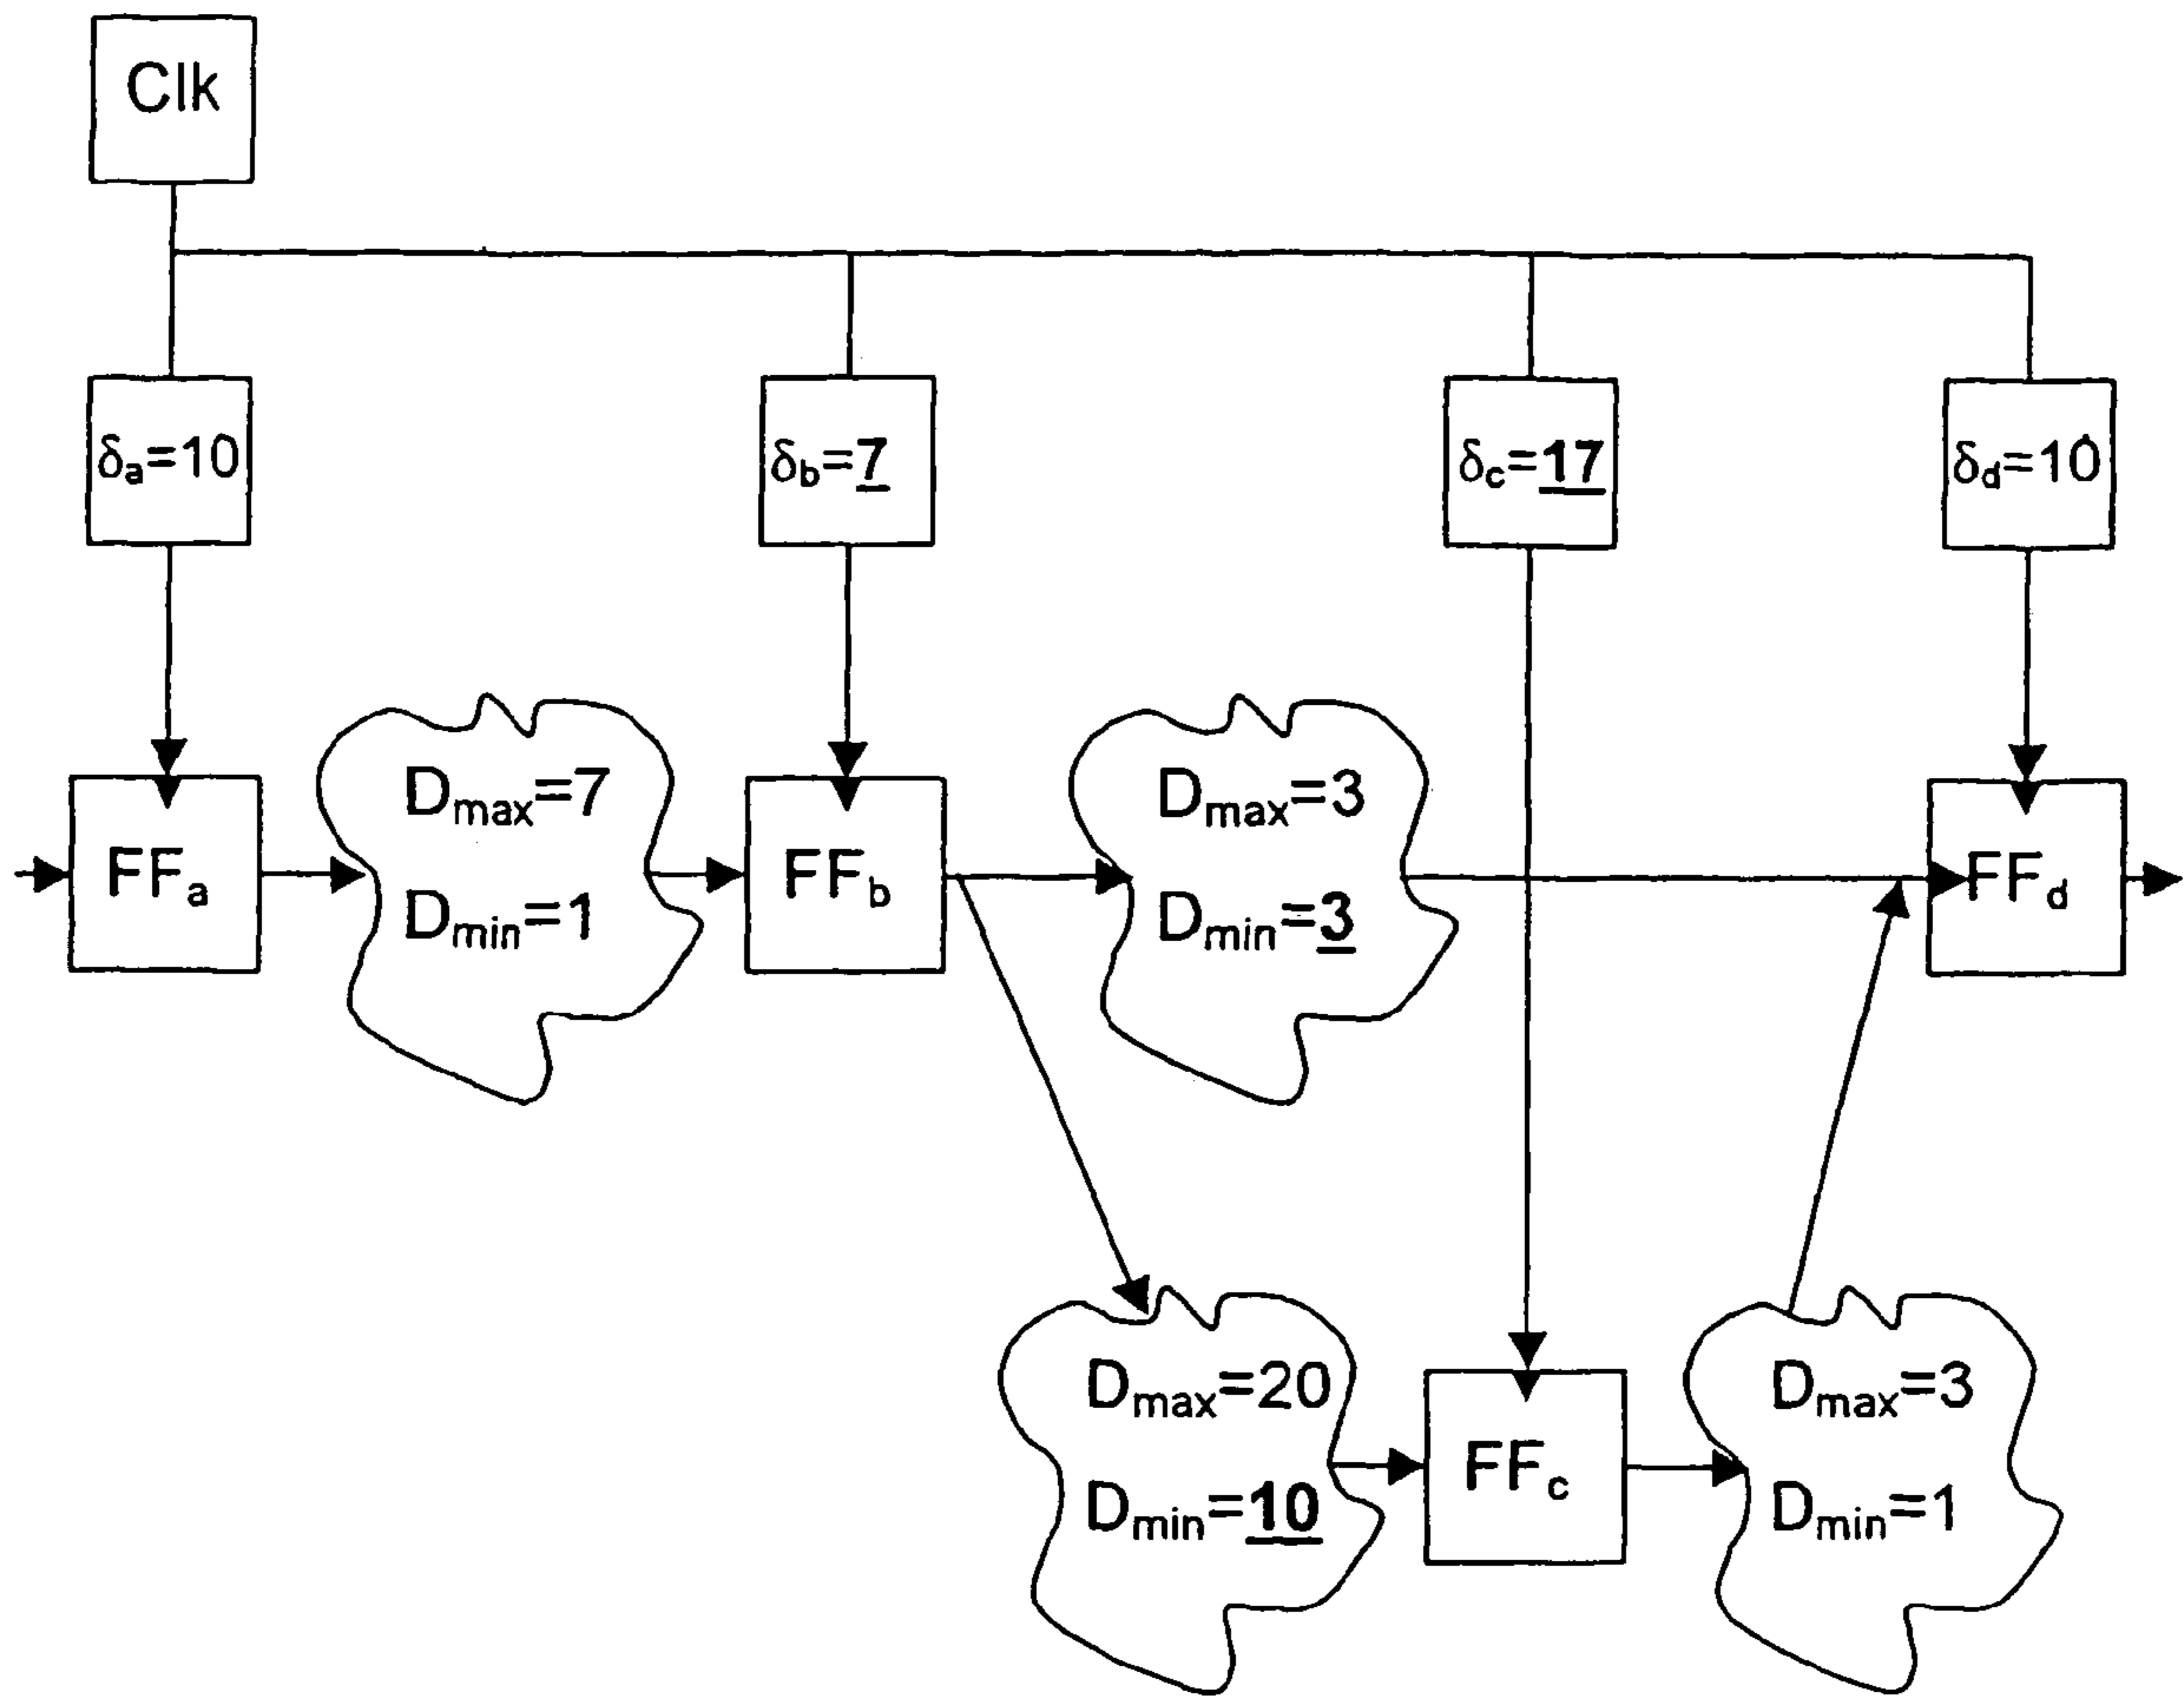 Clk
δa=10
δb=7
δc=17
δd=10
Dmax=7
Dmin=1
Dmax=3
Dmin=3
FFa
FFb
FFd
Dmax=20
Dmin=10
FFc
Dmax=3
Dmin=1